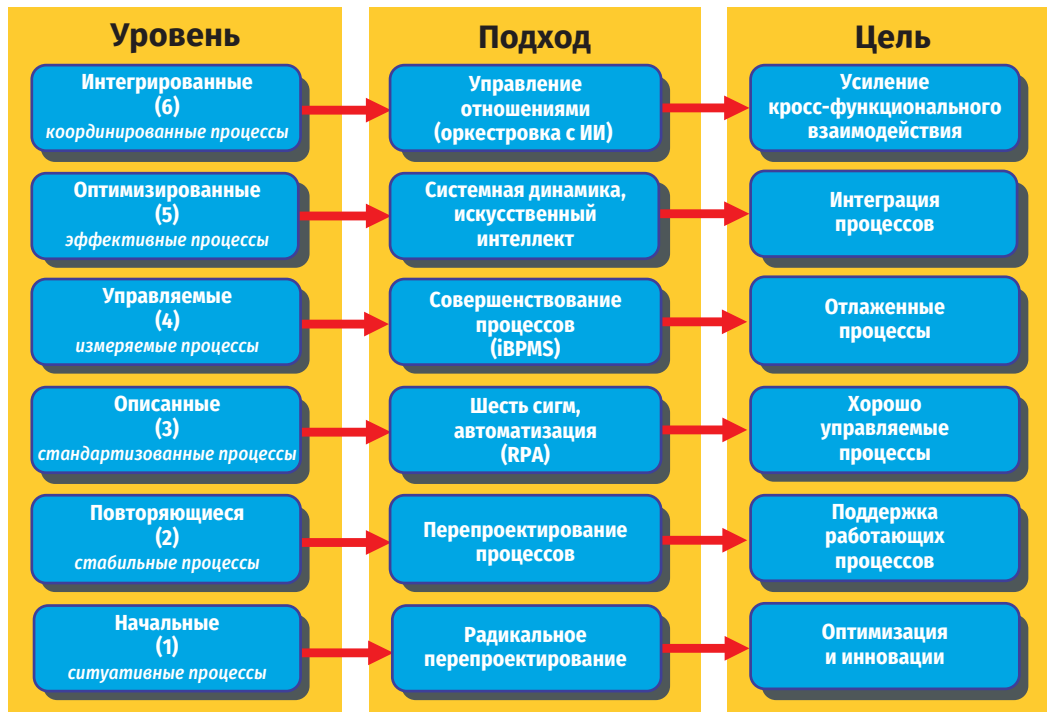 Уровень
Подход
Цель
Интегрированные
(6)
координированные процессы
Управление
отношениями
(оркестровка с ИИ)
Усиление
кросс-функционального
взаимодействия
Оптимизированные
(5)
эффективные процессы
Системная динамика,
искусственный
интеллект
Интеграция
процессов
Управляемые
(4)
измеряемые процессы
Совершенствование
процессов
(iBPMS)
Отлаженные
процессы
Описанные
(3)
стандартизованные процессы
Шесть сигм,
автоматизация
(RPA)
Хорошо
управляемые
процессы
Повторяющиеся
(2)
стабильные процессы
Перепроектирование
процессов
Поддержка
работающих
процессов
Начальные
(1)
ситуативные процессы
Радикальное
перепроектирование
Оптимизация
и инновации